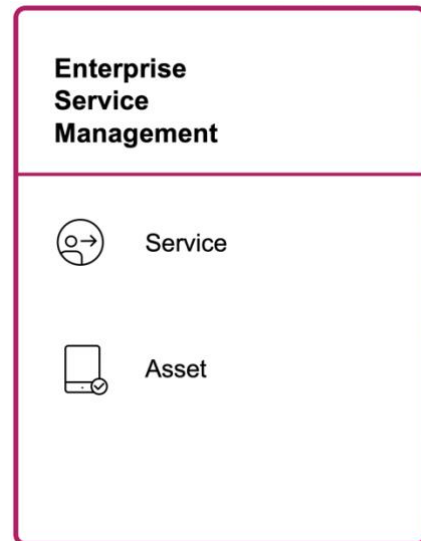 Enterprise
Service
Management
Service
Asset